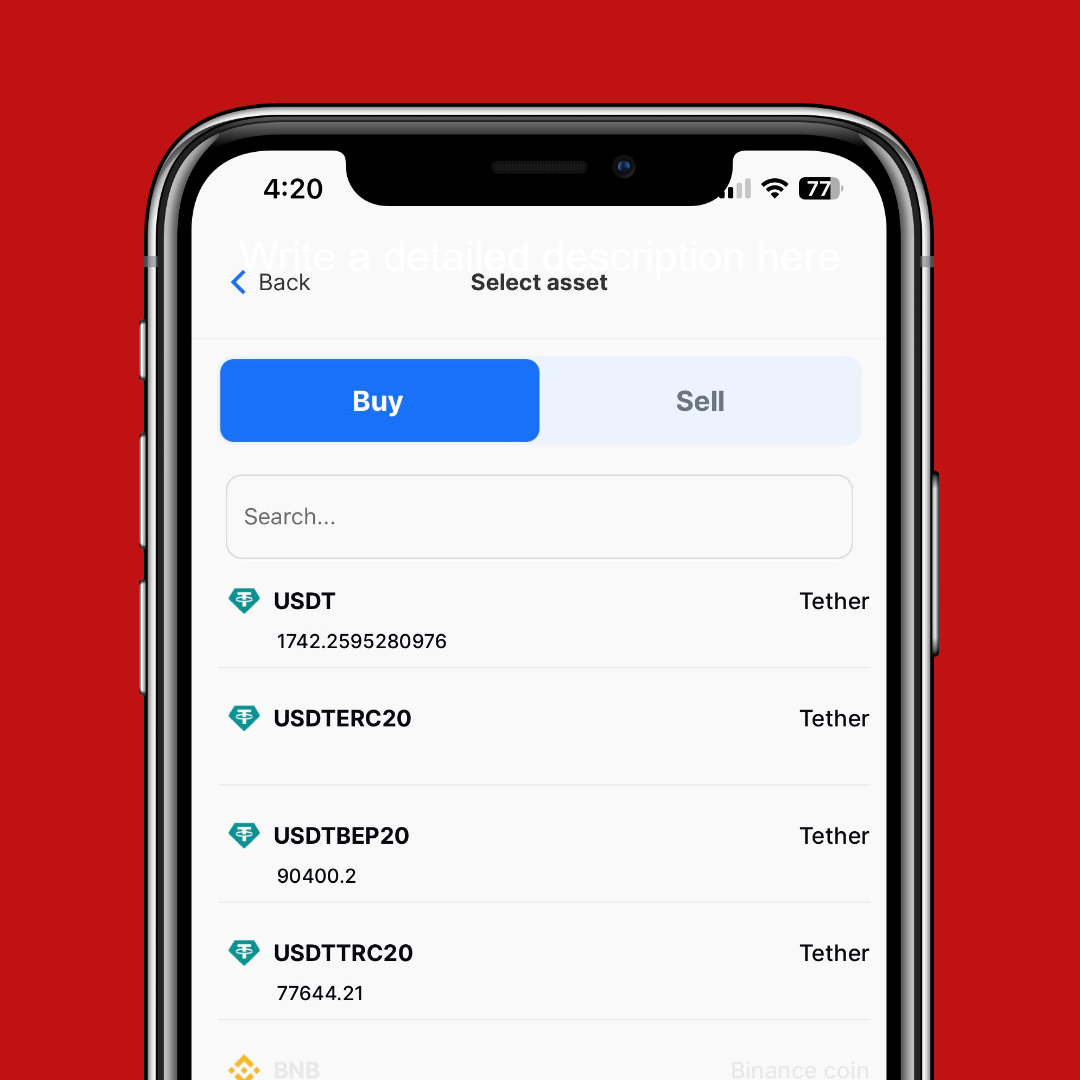 4:20
77
Write a detailed description here
Back
Select asset
Buy
Sell
Search...
USDT
Tether
1742.2595280976
USDTERC20
Tether
USDTBEP20
Tether
90400.2
USDTTRC20
Tether
77644.21
BNB
Binance coin